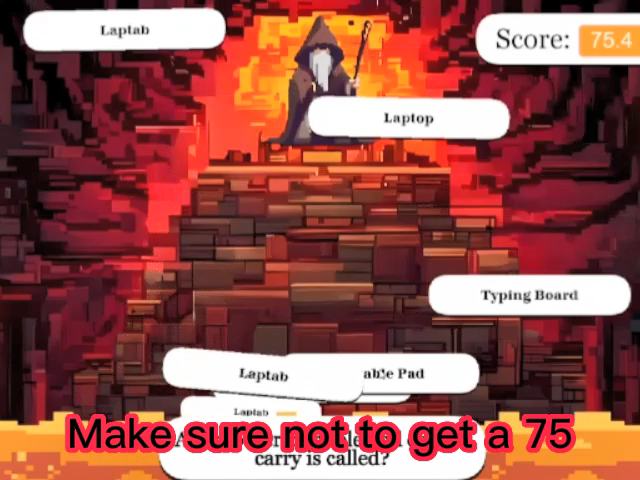 Laptab
Score: 75.4
Laptop
Typing Board
Laptab
able Pad
Laptab
Make sure not to get a 75
carry is called?